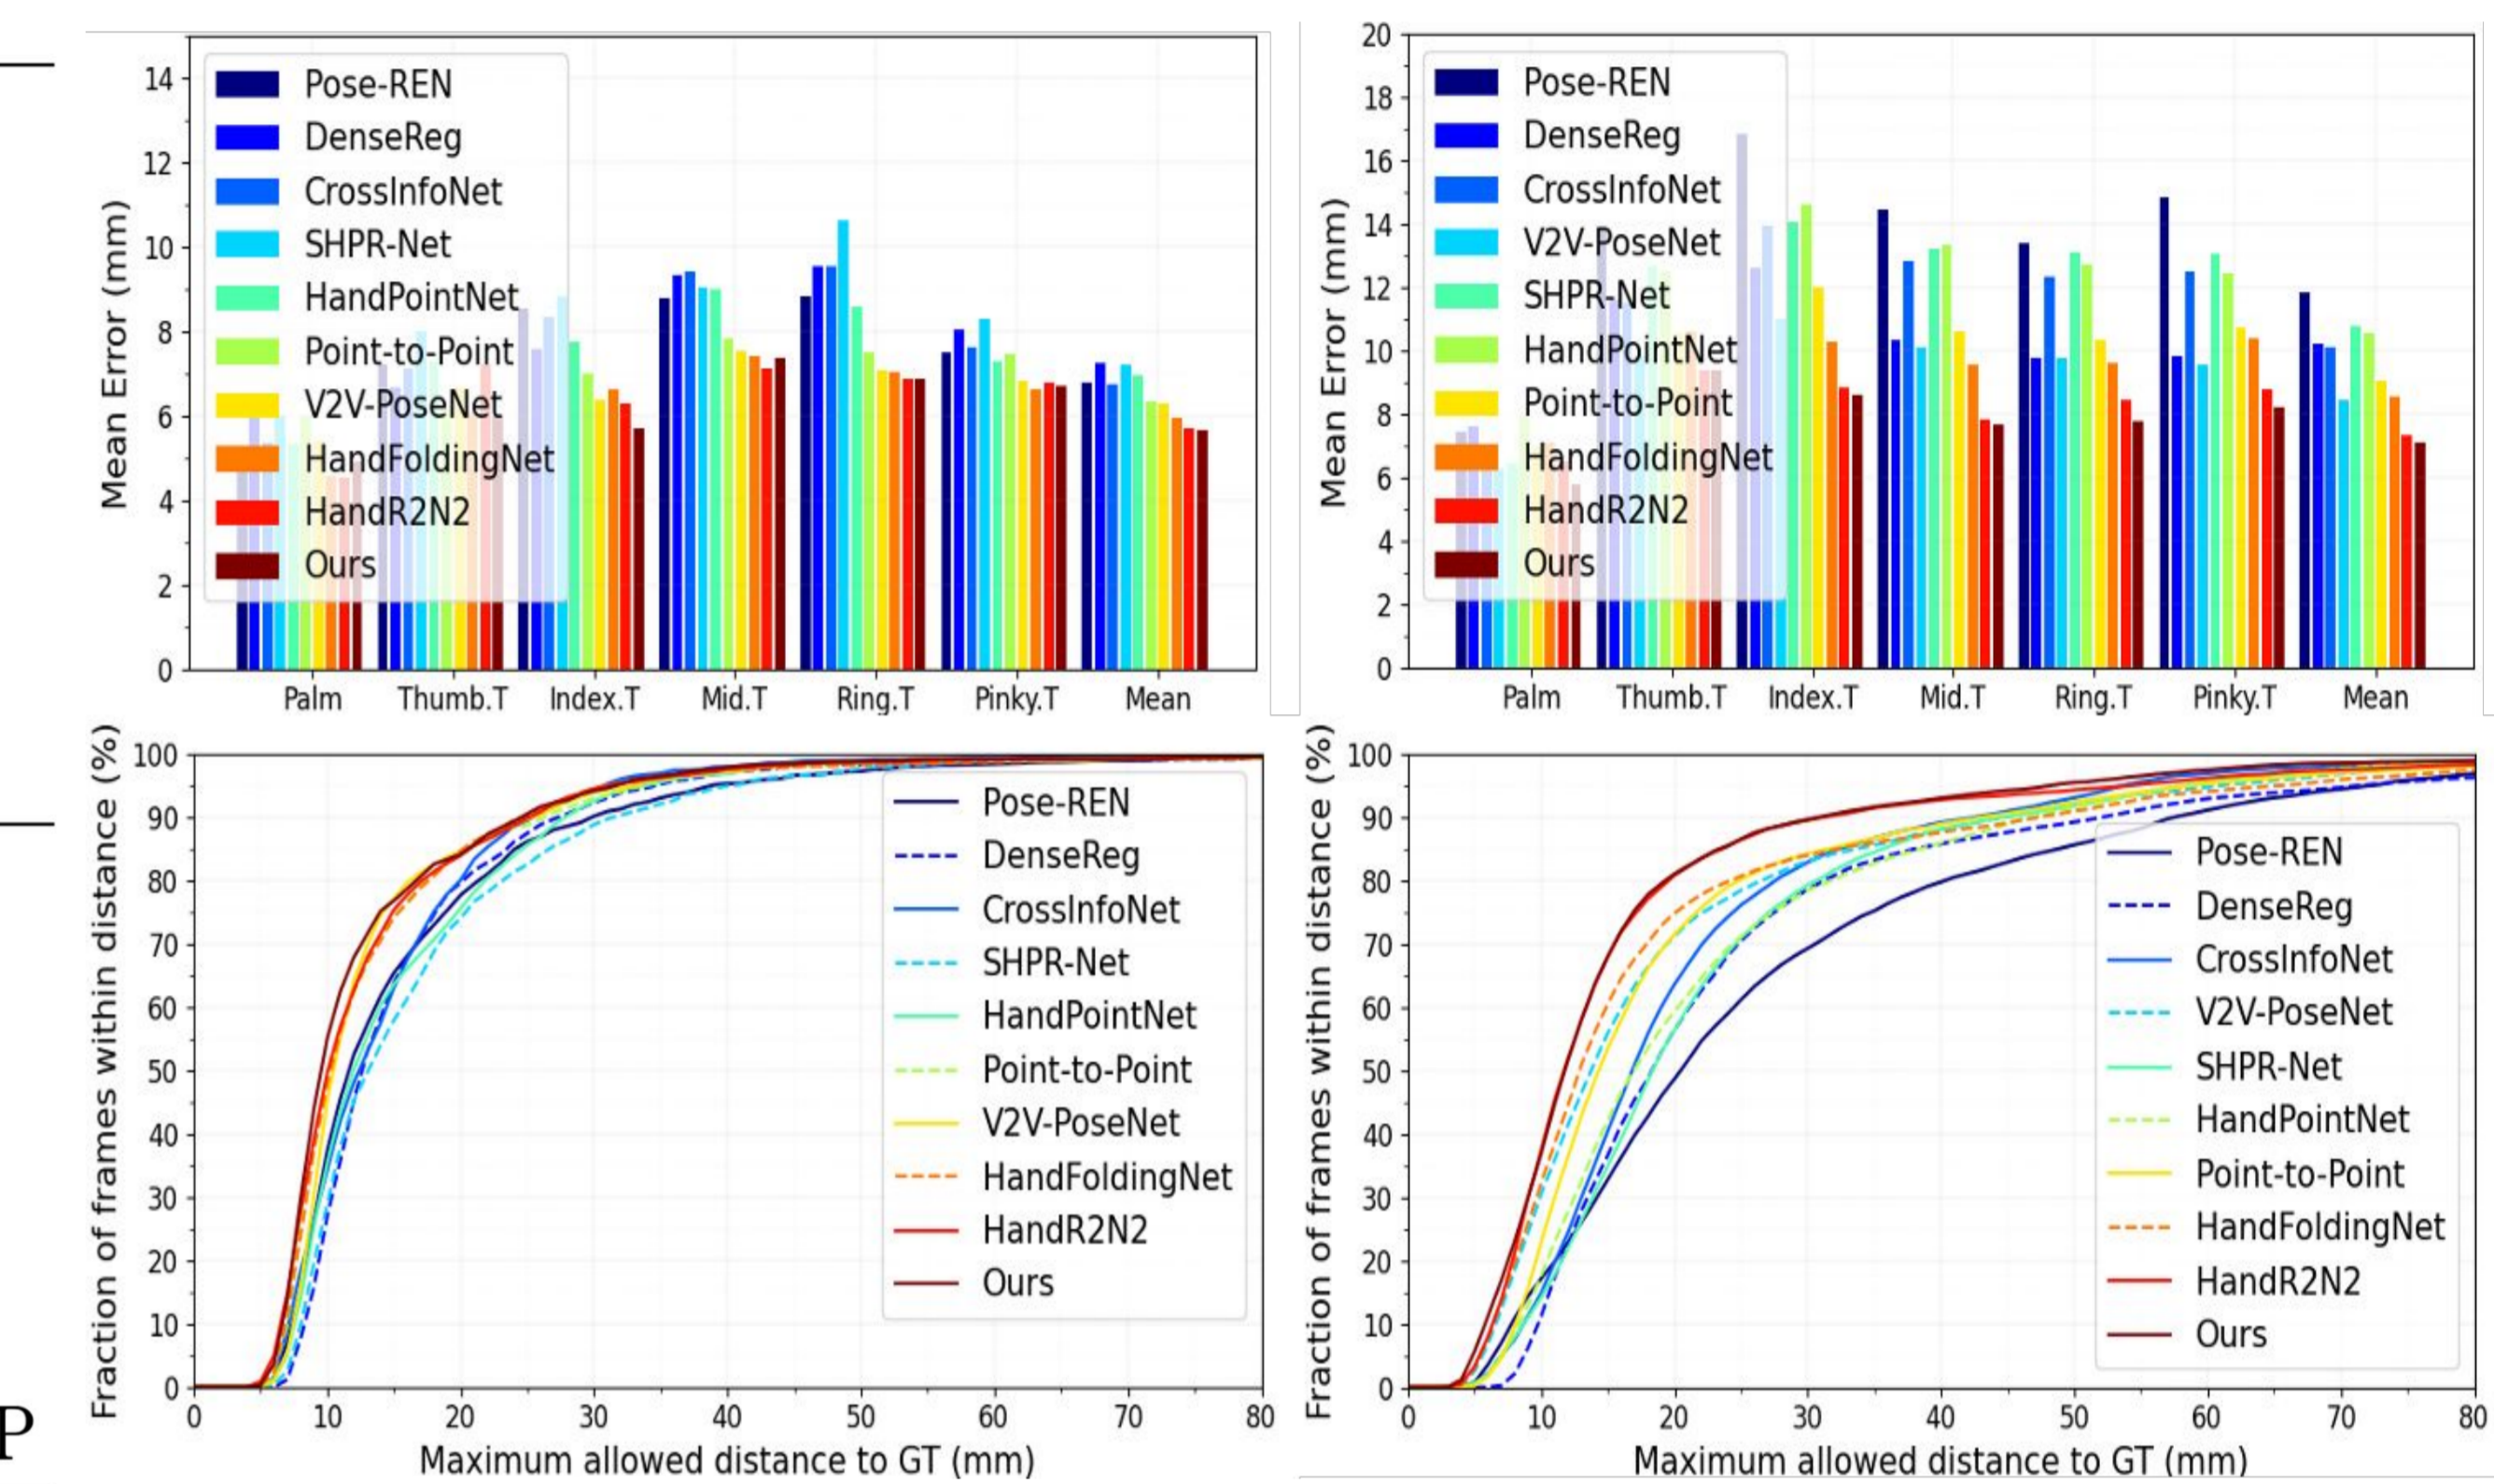 14
12
10
8
6
4
2
0
Mean Error (mm)
Pose-REN
DenseReg
CrossInfoNet
SHPR-Net
HandPointNet
Point-to-Point
V2V-PoseNet
HandFoldingNet
HandR2N2
Ours
Palm Thumb.T Index.T Mid.T Ring.T Pinky.T Mean
20
18
16
14
12
10
8
6
4
2
0
Mean Error (mm)
Pose-REN
DenseReg
CrossInfoNet
V2V-PoseNet
SHPR-Net
HandPointNet
Point-to-Point
HandFoldingNet
HandR2N2
Ours
Palm Thumb.T Index.T Mid.T Ring.T Pinky.T Mean
100
90
80
70
60
50
40
30
20
10
0
Fraction of frames within distance (%)
Pose-REN
DenseReg
CrossInfoNet
SHPR-Net
HandPointNet
Point-to-Point
V2V-PoseNet
HandFoldingNet
HandR2N2
Ours
0 10 20 30 40 50 60 70 80
Maximum allowed distance to GT (mm)
100
90
80
70
60
50
40
30
20
10
0
Fraction of frames within distance (%)
Pose-REN
DenseReg
CrossInfoNet
V2V-PoseNet
SHPR-Net
HandPointNet
Point-to-Point
HandFoldingNet
HandR2N2
Ours
0 10 20 30 40 50 60 70 80
Maximum allowed distance to GT (mm)
P